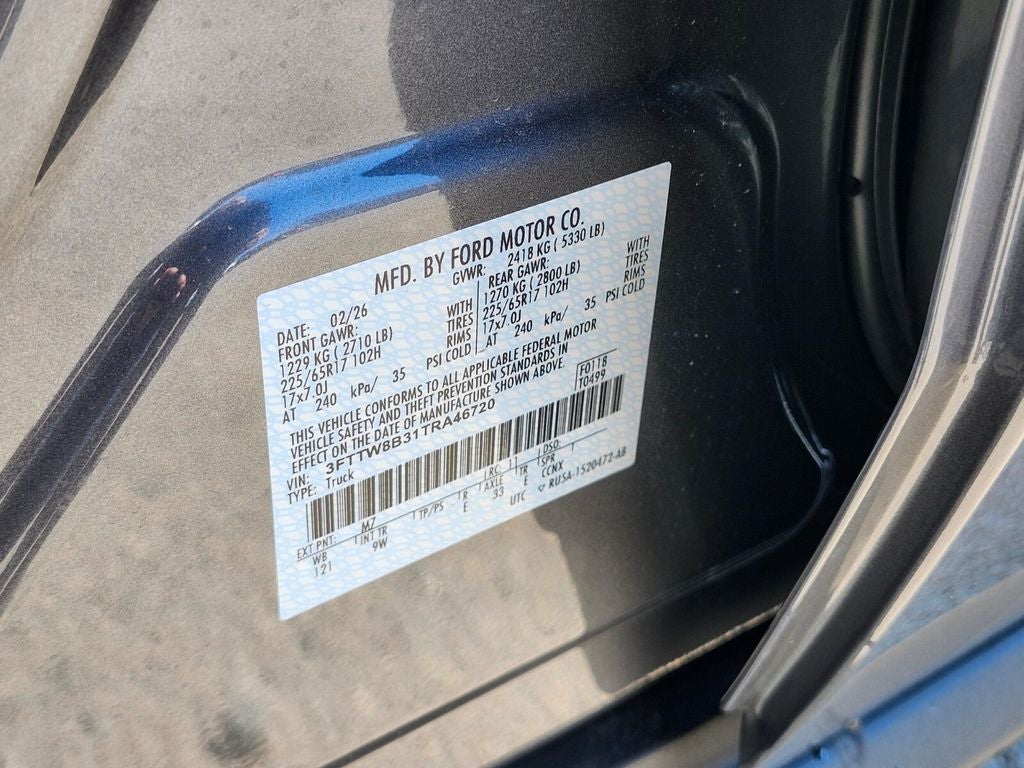 MFD. BY FORD MOTOR CO.
DATE: 02/26
GVWR: 2418 KG ( 5330 LB)
FRONT GAWR:
1229 KG ( 2710 LB)
225/65R17 102H
17x7.0J
AT 240 kPa/ 35 PSI COLD
WITH
TIRES
RIMS
REAR GAWR:
1270 KG ( 2800 LB)
225/65R17 102H
17x7.0J
AT 240 kPa/ 35 PSI COLD
WITH
TIRES
RIMS
THIS VEHICLE CONFORMS TO ALL APPLICABLE FEDERAL MOTOR
VEHICLE SAFETY AND THEFT PREVENTION STANDARDS IN
EFFECT ON THE DATE OF MANUFACTURE SHOWN ABOVE.
VIN: 3FTTW8B31TRA46720
TYPE: Truck
F0118
T0499
EXT PNT: M7 RC: DSO:
WB INT TR TP/PS R AXLE TR SPR
121 9W E 33 E CCNX
UTC RUSA-1520472-AB